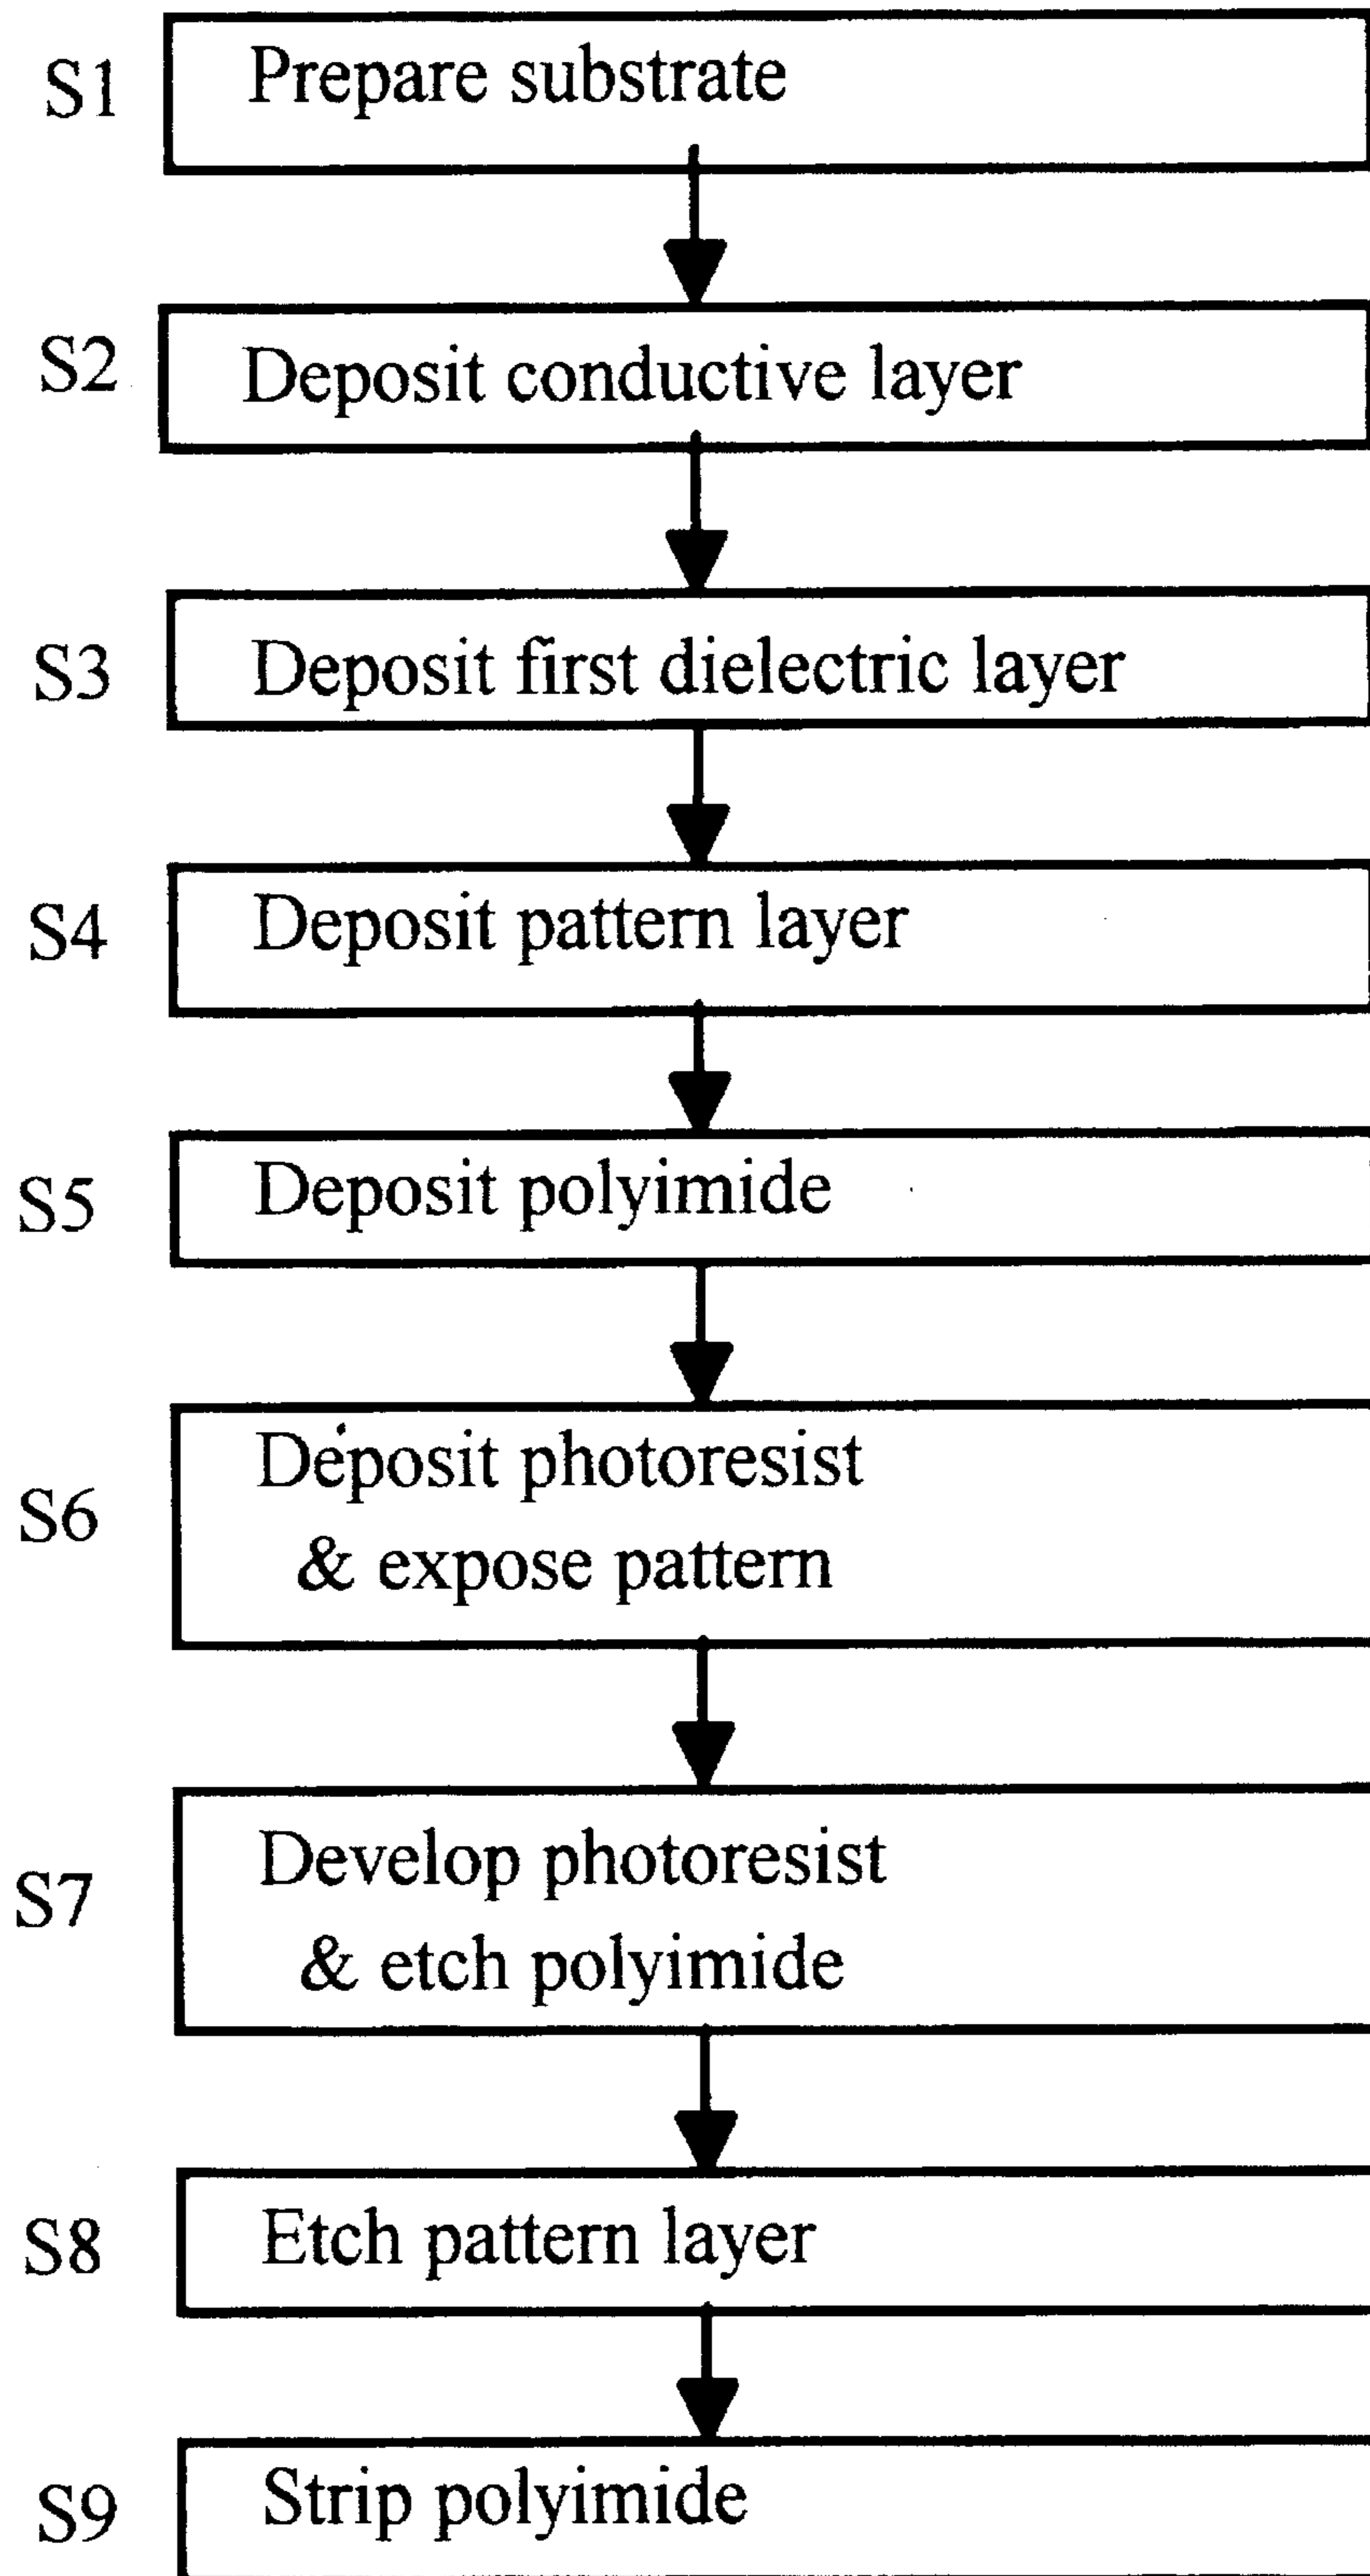 S1 Prepare substrate
S2 Deposit conductive layer
S3 Deposit first dielectric layer
S4 Deposit pattern layer
S5 Deposit polyimide
S6 Deposit photoresist
& expose pattern
S7 Develop photoresist
& etch polyimide
S8 Etch pattern layer
S9 Strip polyimide